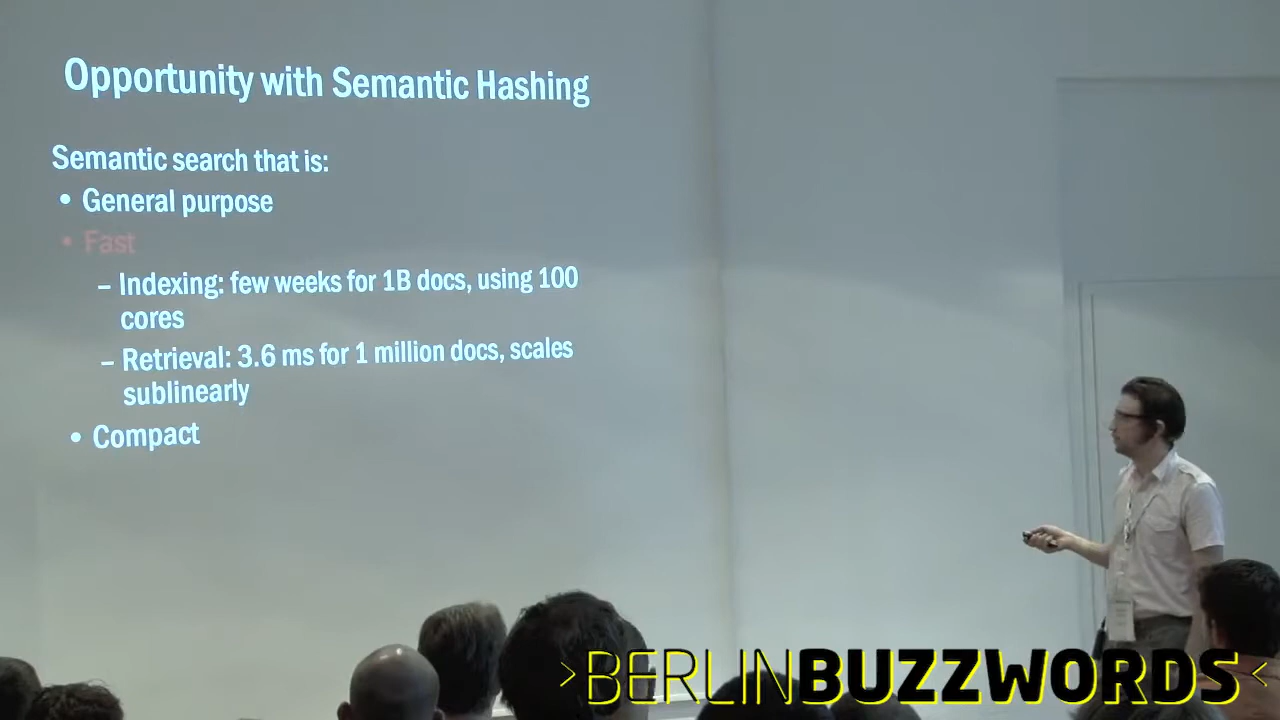 Opportunity with Semantic Hashing
Semantic search that is:
• General purpose
• Fast
– Indexing: few weeks for 1B docs, using 100
cores
– Retrieval: 3.6 ms for 1 million docs, scales
sublinearly
• Compact
>BERLINBUZZWORDS<